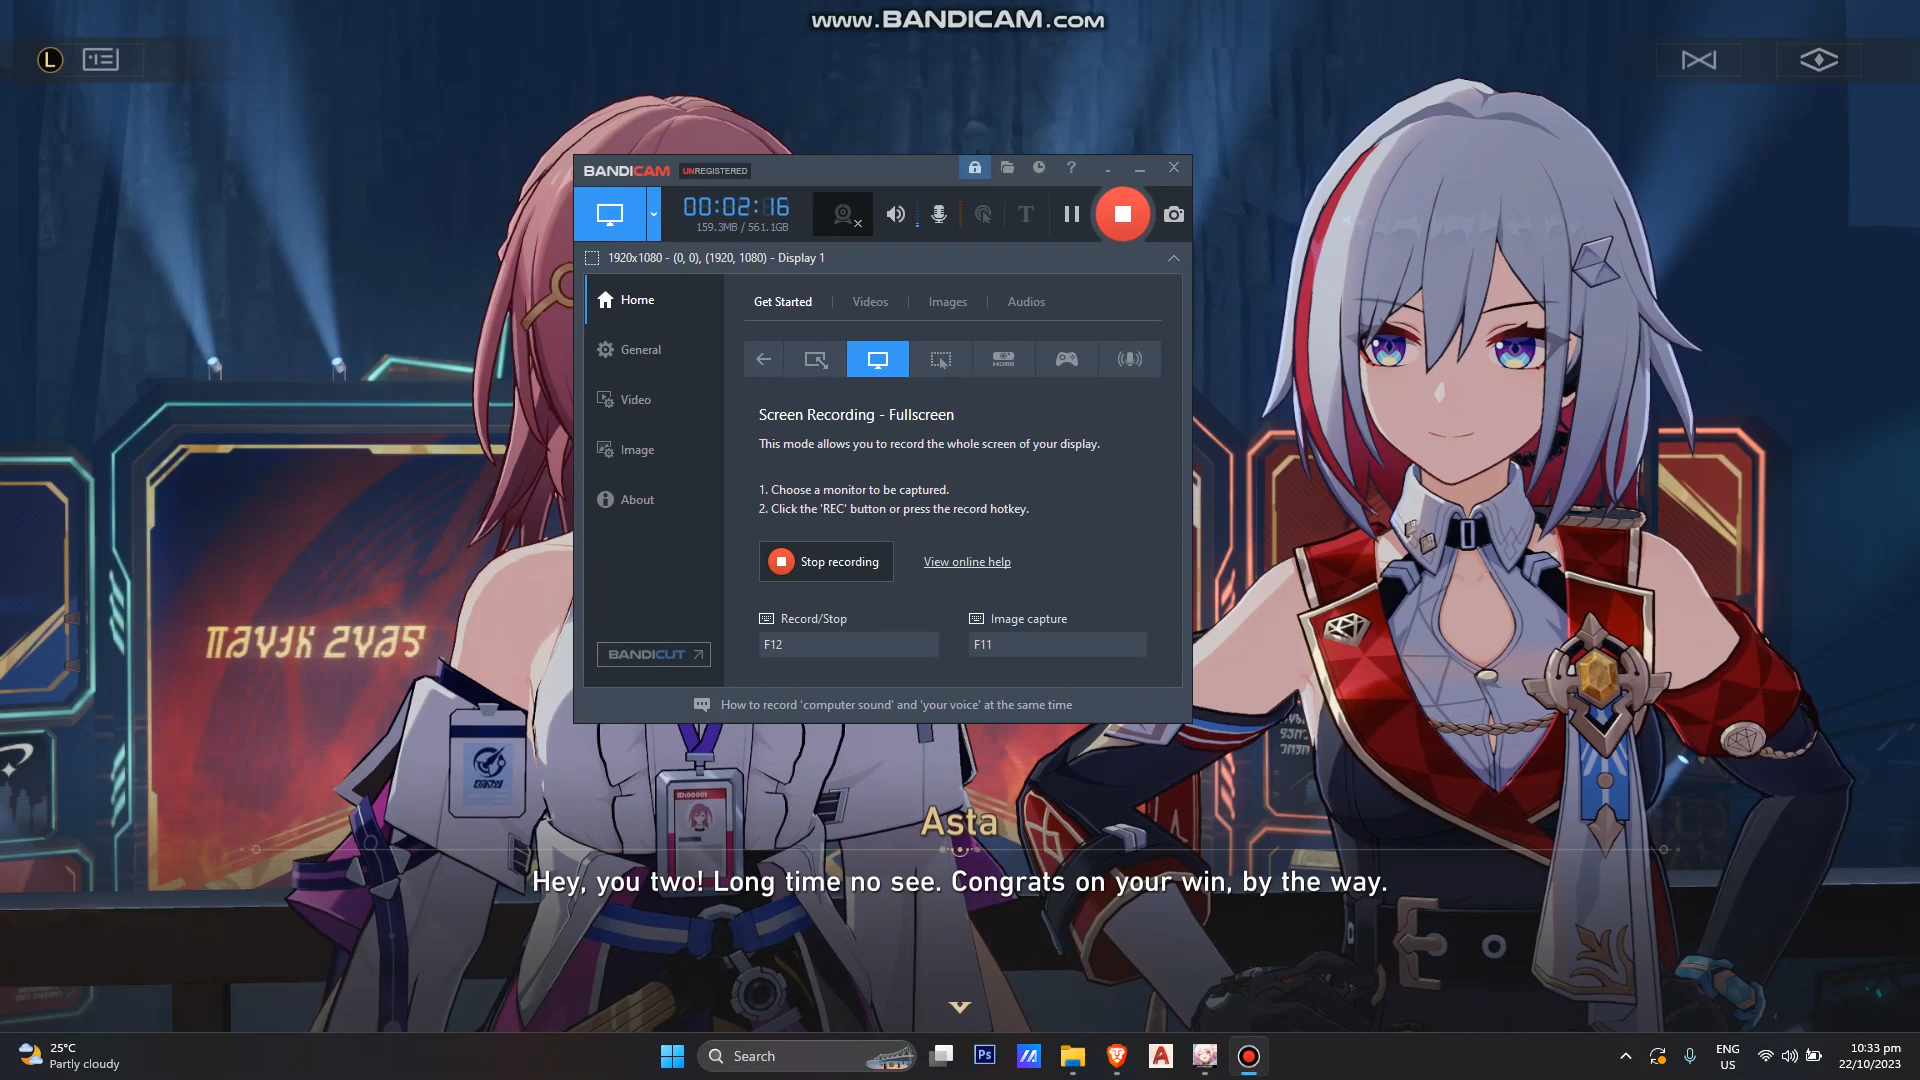 www.BANDICAM.com
L
BANDICAM UNREGISTERED
?
00:02:16
159.3MB / 561.1GB
T
1920x1080 - (0, 0), (1920, 1080) - Display 1
Home
General
Video
Image
About
BANDICUT
Get Started
Videos
Images
Audios
HDMI
Screen Recording - Fullscreen
This mode allows you to record the whole screen of your display.
1. Choose a monitor to be captured.
2. Click the 'REC' button or press the record hotkey.
Stop recording
View online help
Record/Stop
F12
Image capture
F11
How to record 'computer sound' and 'your voice' at the same time
ID:00001
Asta
Hey, you two! Long time no see. Congrats on your win, by the way.
25°C
Partly cloudy
Search
Ps
A
ENG
US
10:33 pm
22/10/2023